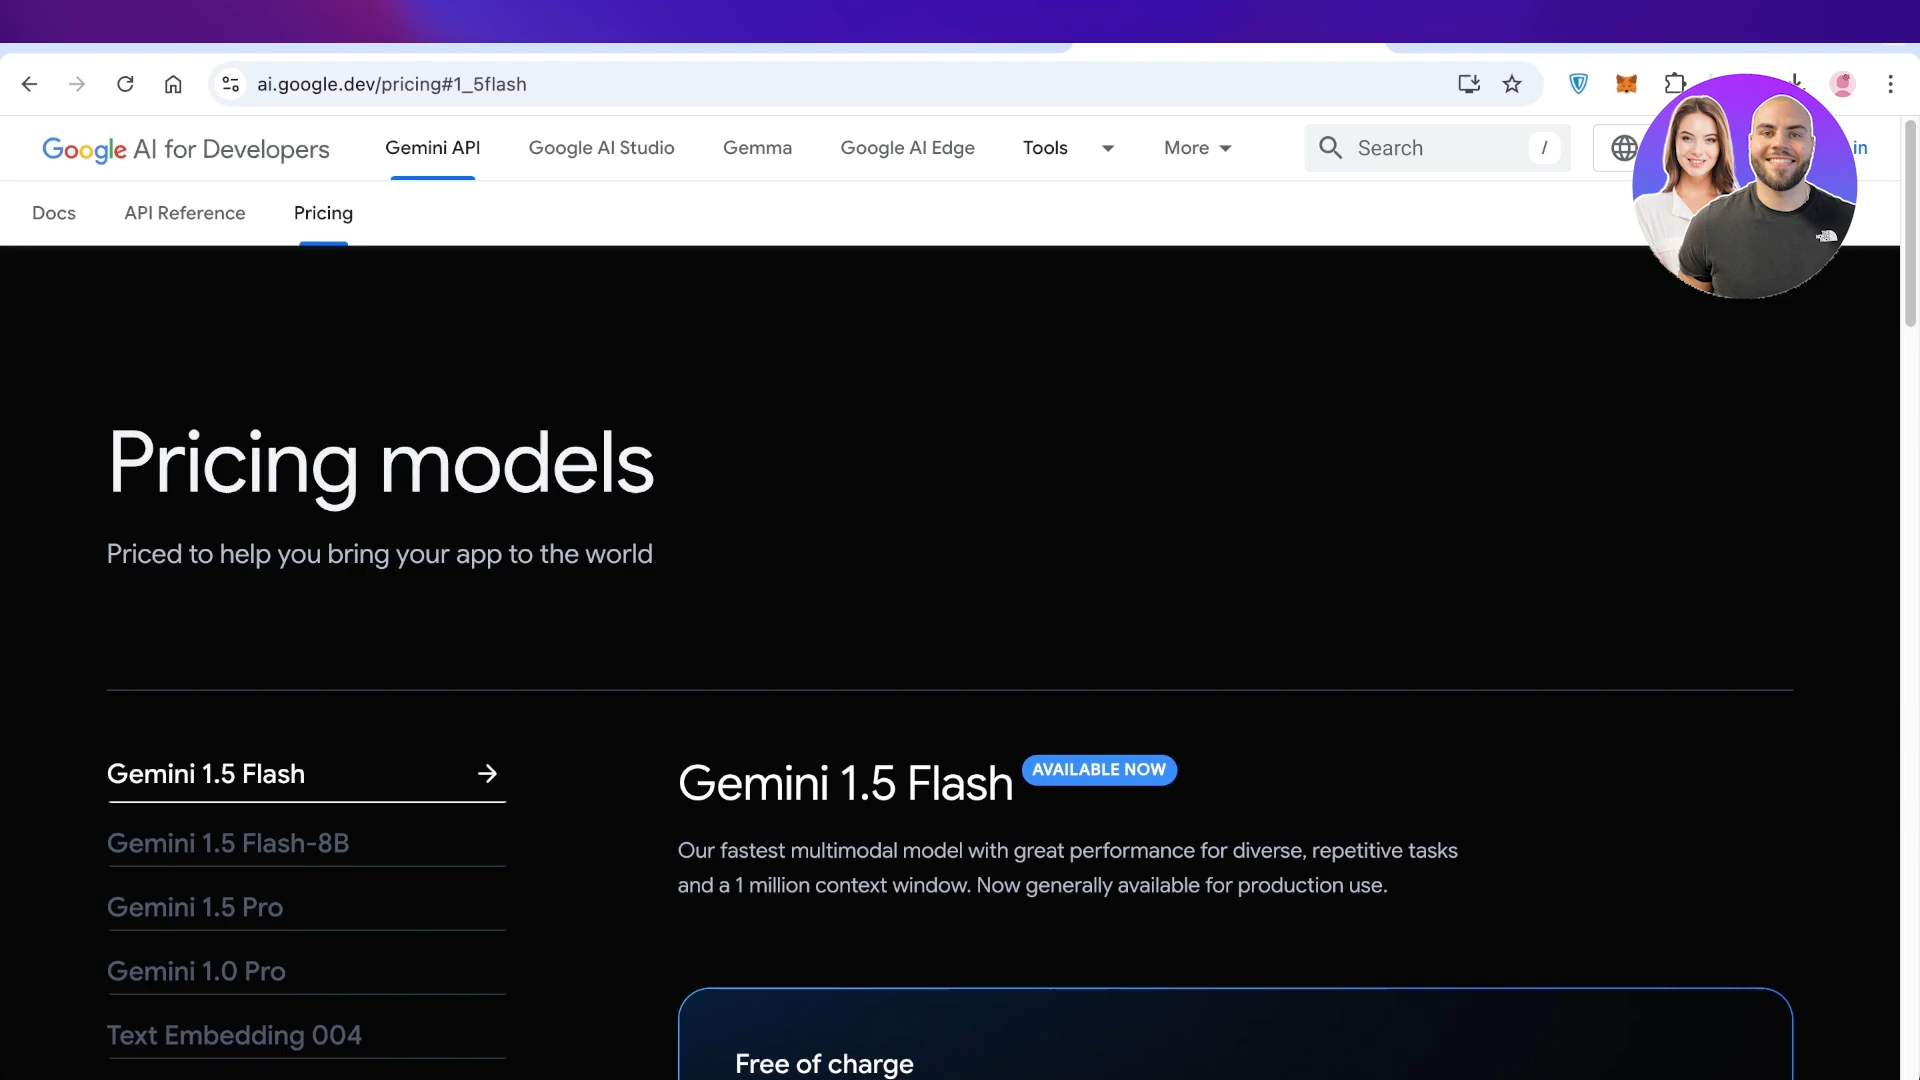 ai.google.dev/pricing#1_5flash
Google AI for Developers
Gemini API
Google AI Studio
Gemma
Google AI Edge
Tools
More
Search
/
in
Docs
API Reference
Pricing
Pricing models
Priced to help you bring your app to the world
Gemini 1.5 Flash
Gemini 1.5 Flash-8B
Gemini 1.5 Pro
Gemini 1.0 Pro
Text Embedding 004
Gemini 1.5 Flash AVAILABLE NOW
Our fastest multimodal model with great performance for diverse, repetitive tasks
and a 1 million context window. Now generally available for production use.
Free of charge